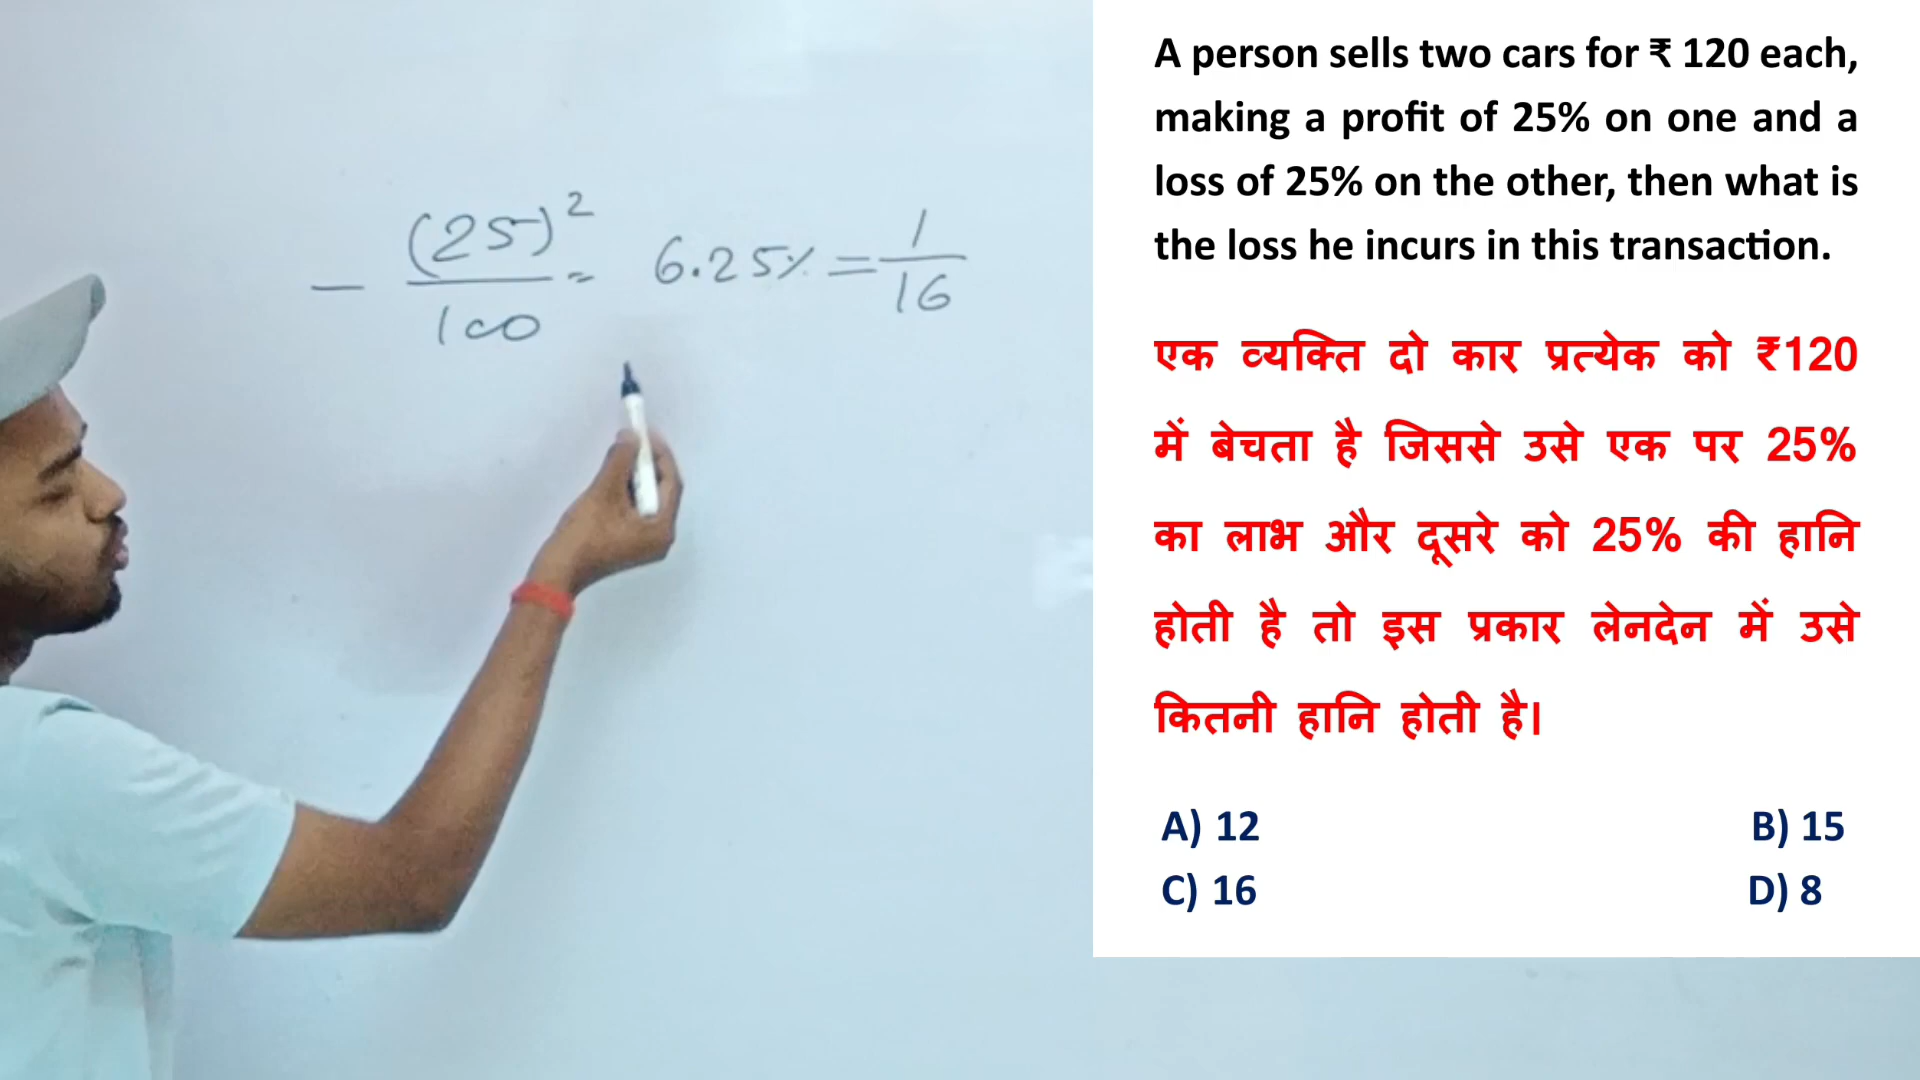 - (25)²/100 = 6.25% = 1/16
A person sells two cars for ₹ 120 each,
making a profit of 25% on one and a
loss of 25% on the other, then what is
the loss he incurs in this transaction.
एक व्यक्ति दो कार प्रत्येक को ₹120
में बेचता है जिससे उसे एक पर 25%
का लाभ और दूसरे को 25% की हानि
होती है तो इस प्रकार लेनदेन में उसे
कितनी हानि होती है।
A) 12 B) 15
C) 16 D) 8